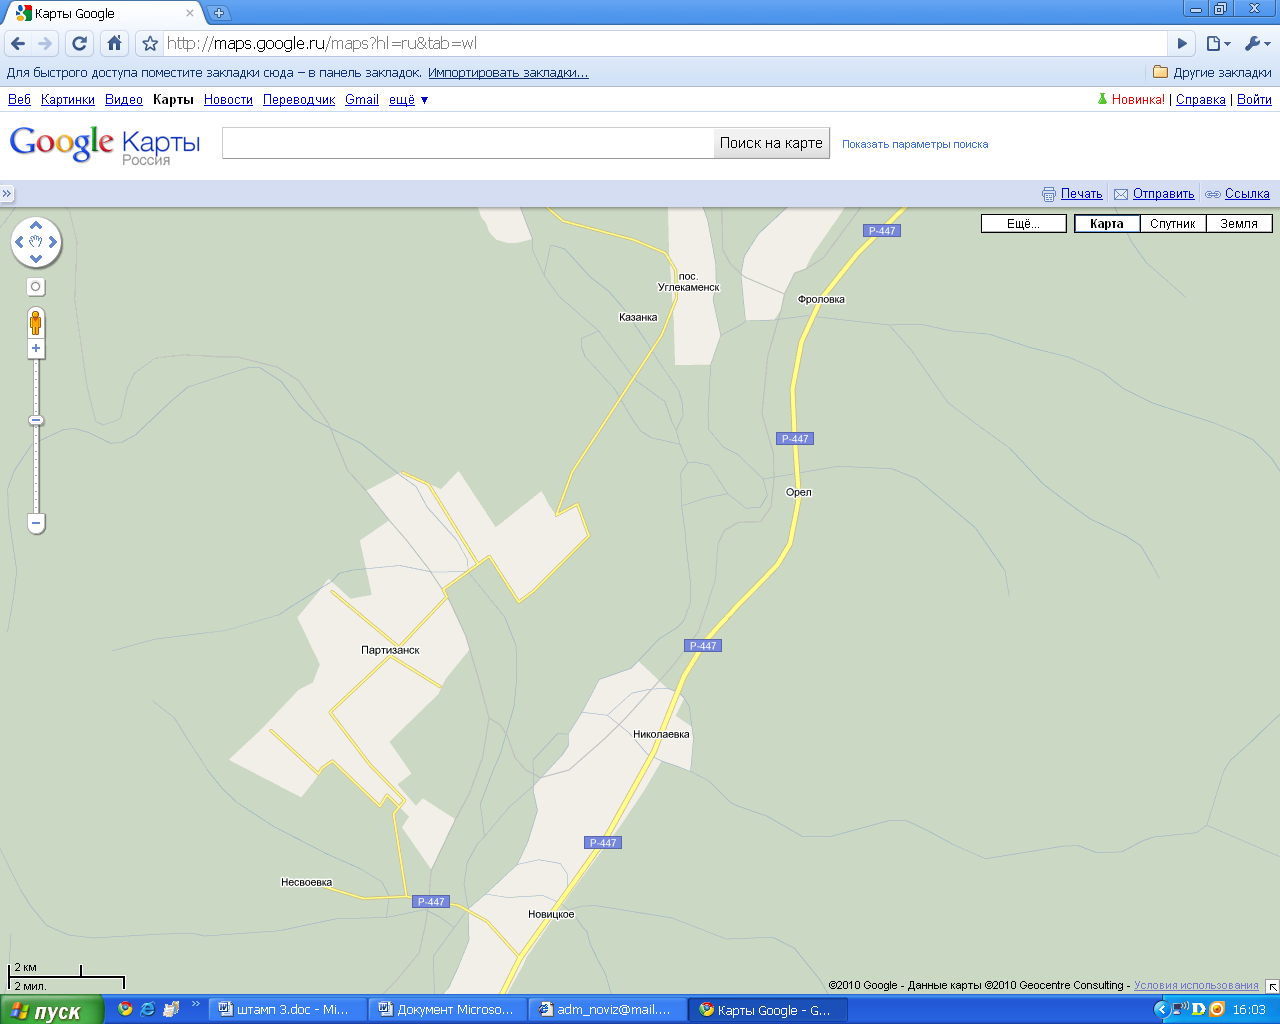 Карты Google
http://maps.google.ru/maps?hl=ru&tab=wl
Для быстрого доступа поместите закладки сюда – в панель закладок. Импортировать закладки...
Другие закладки
Веб Картинки Видео Карты Новости Переводчик Gmail ещё ▼
Новинка! | Справка | Войти
Google Карты
Россия
Поиск на карте
Показать параметры поиска
» Печать Отправить Ссылка
Ещё... Карта Спутник Земля
P-447
пос.
Углекаменск
Фроловка
Казанка
P-447
Орел
P-447
Партизанск
Николаевка
P-447
Несвоевка
P-447
Новицкое
2 км
2 мил.
©2010 Google - Данные карты ©2010 Geocentre Consulting - Условия использования
пуск
» штамп 3.doc - Mi...
Документ Microso...
adm_noviz@mail....
Карты Google - G...
16:03